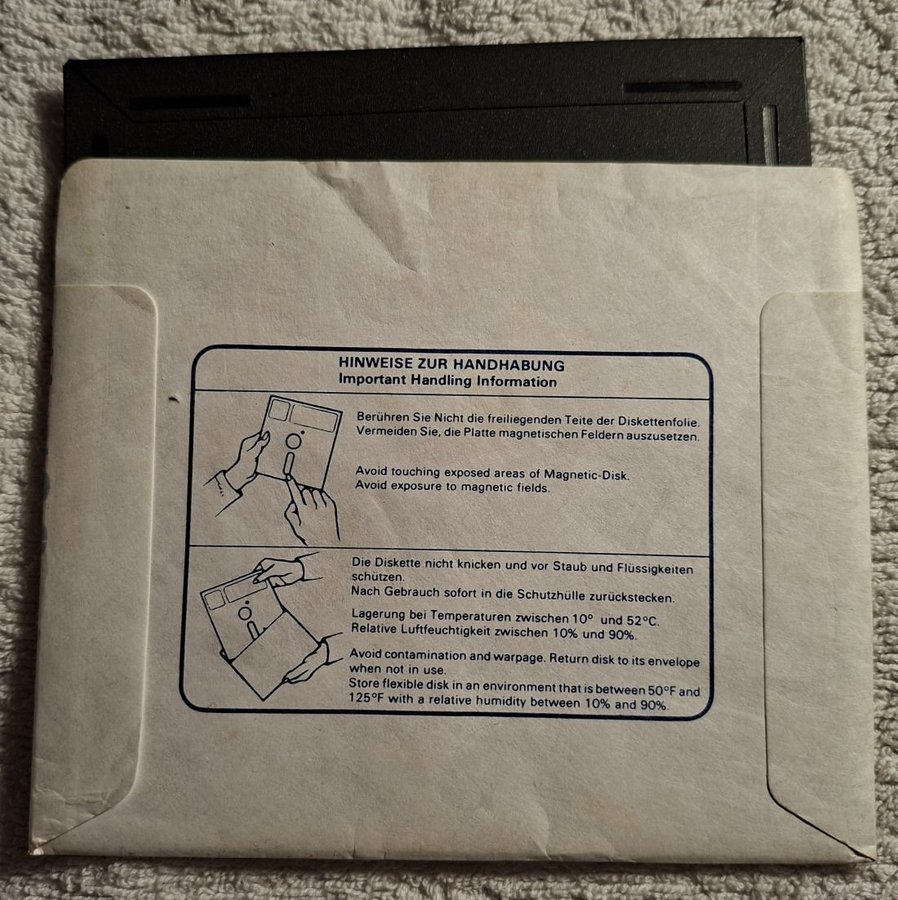 HINWEISE ZUR HANDHABUNG
Important Handling Information
Berühren Sie Nicht die freiliegenden Teite der Diskettenfolie.
Vermeiden Sie, die Platte magnetischen Feldern auszusetzen.
Avoid touching exposed areas of Magnetic-Disk.
Avoid exposure to magnetic fields.
Die Diskette nicht knicken und vor Staub und Flüssigkeiten
schützen.
Nach Gebrauch sofort in die Schutzhülle zurückstecken.
Lagerung bei Temperaturen zwischen 10° und 52°C.
Relative Luftfeuchtigkeit zwischen 10% und 90%.
Avoid contamination and warpage. Return disk to its envelope
when not in use.
Store flexible disk in an environment that is between 50°F and
125°F with a relative humidity between 10% and 90%.